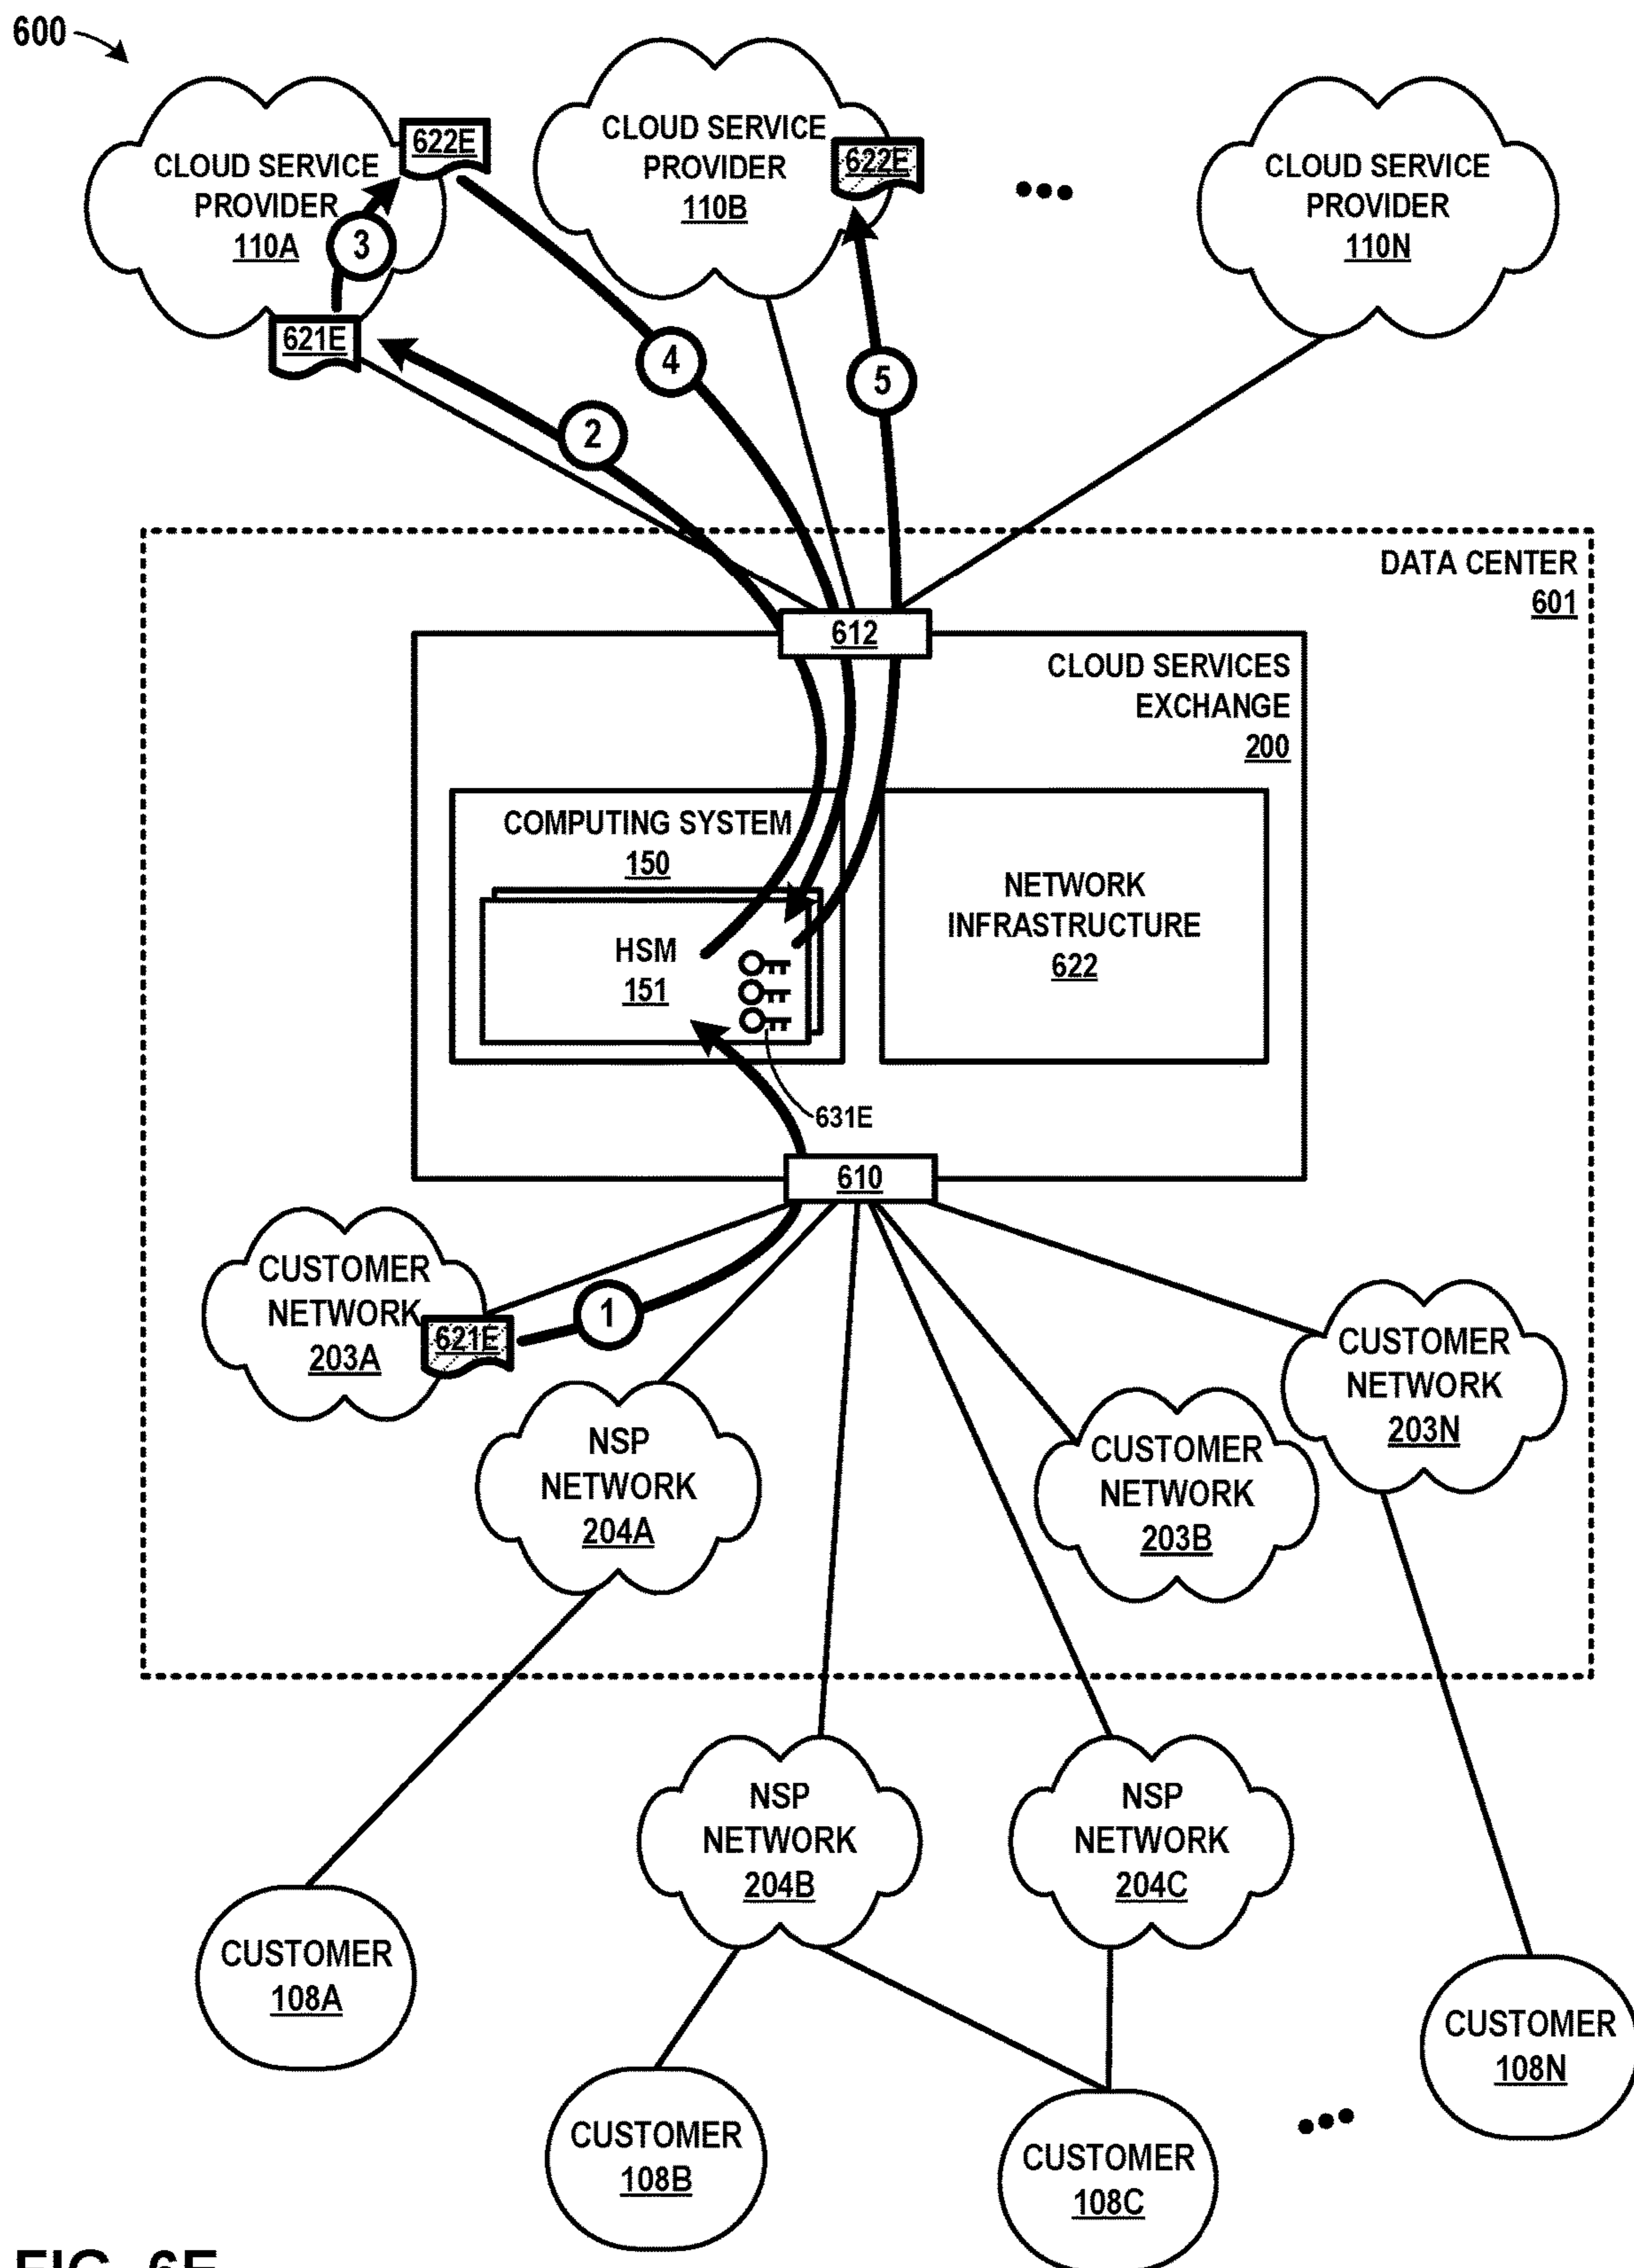 600
CLOUD SERVICE
PROVIDER
110A
622E
3
621E
CLOUD SERVICE
PROVIDER
110B
622E
CLOUD SERVICE
PROVIDER
110N
4
5
2
DATA CENTER
601
612
CLOUD SERVICES
EXCHANGE
200
COMPUTING SYSTEM
150
HSM
151
NETWORK
INFRASTRUCTURE
622
631E
610
CUSTOMER
NETWORK
203A
621E
1
NSP
NETWORK
204A
CUSTOMER
NETWORK
203B
CUSTOMER
NETWORK
203N
NSP
NETWORK
204B
NSP
NETWORK
204C
CUSTOMER
108A
CUSTOMER
108B
CUSTOMER
108C
CUSTOMER
108N
FIG. 6E